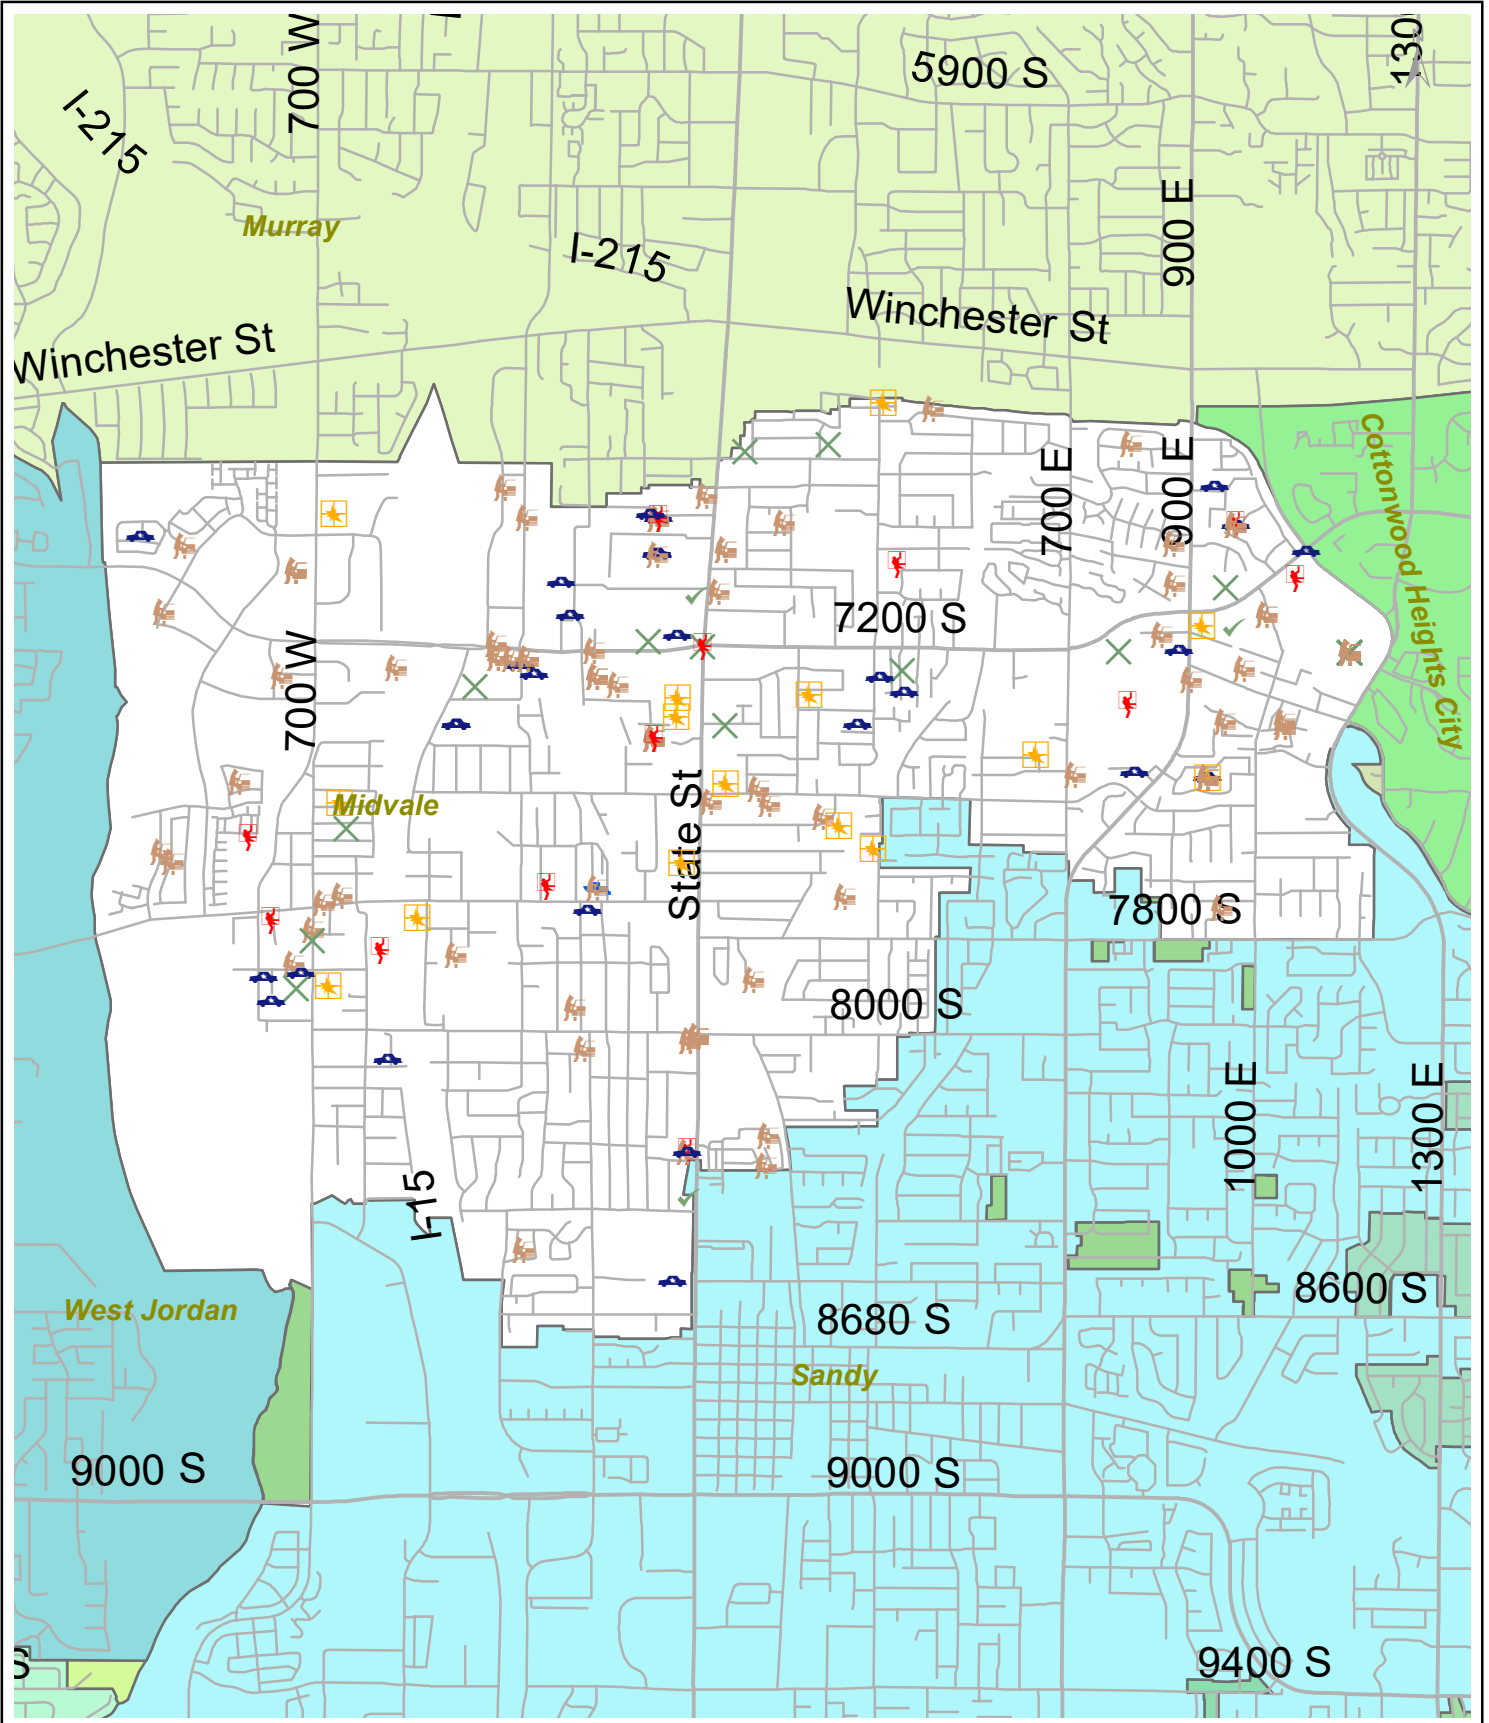 700 W
5900 S
130
I-215
900 E
Murray
I-215
Winchester St
Winchester St
Cottonwood Heights City
700 E
900 E
7200 S
700 W
Midvale
State St
7800 S
8000 S
1000 E
1300 E
I-15
8600 S
West Jordan
8680 S
Sandy
9000 S
9000 S
9400 S
S